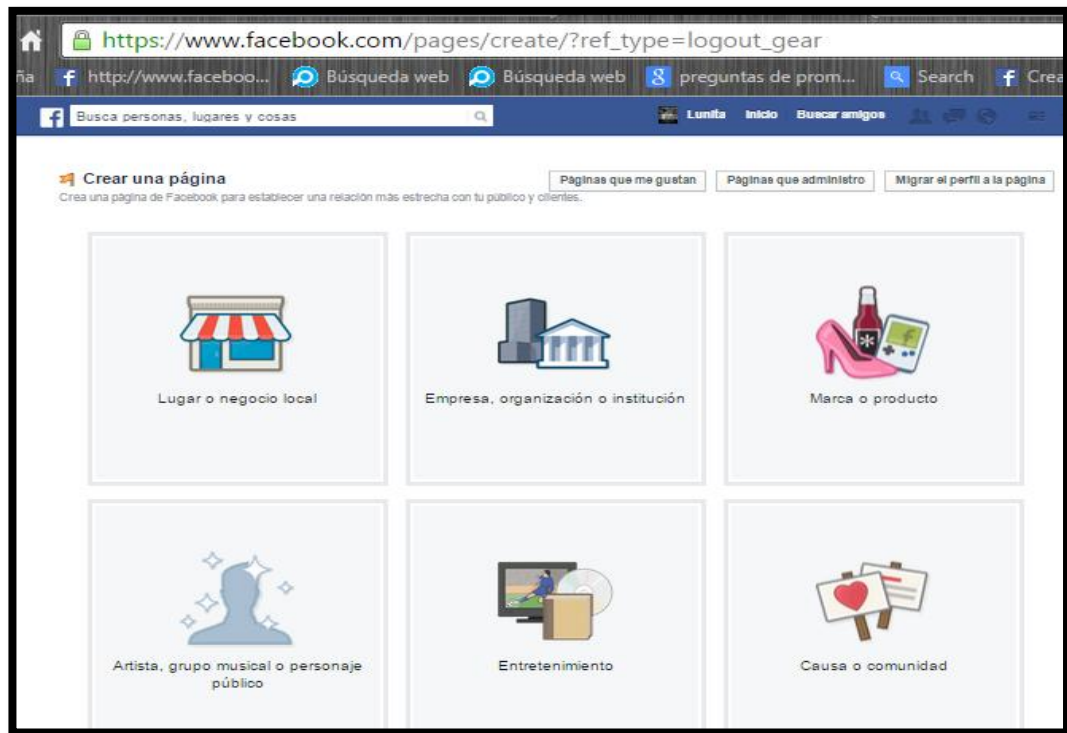 https://www.facebook.com/pages/create/?ref_type=logout_gear
ña http://www.faceboo... Búsqueda web Búsqueda web preguntas de prom... Search Crea
Busca personas, lugares y cosas Lunita Inicio Buscar amigos
Crear una página Páginas que me gustan Páginas que administro Migrar el perfil a la página
Crea una página de Facebook para establecer una relación más estrecha con tu público y clientes.
Lugar o negocio local Empresa, organización o institución Marca o producto
Artista, grupo musical o personaje público Entretenimiento Causa o comunidad